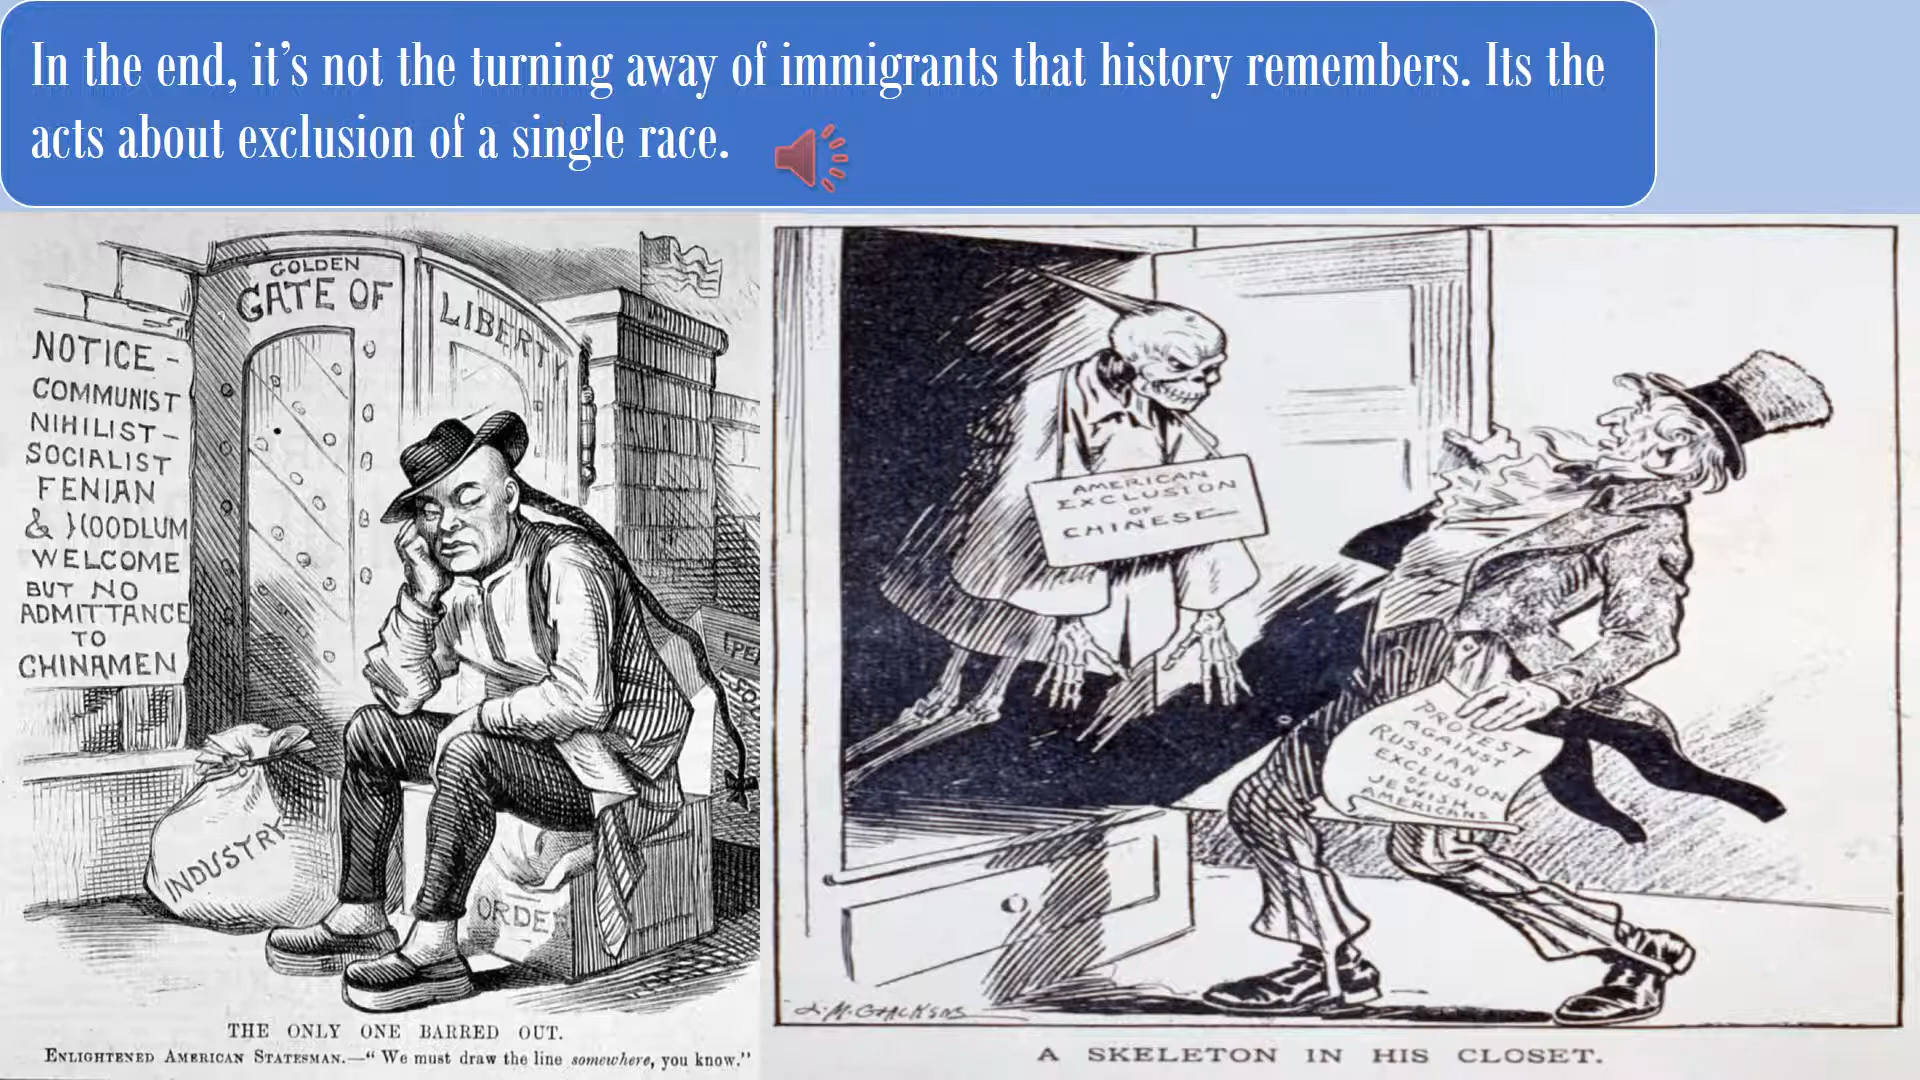 In the end, it's not the turning away of immigrants that history remembers. Its the
acts about exclusion of a single race.
GOLDEN
GATE OF
LIBERTY
NOTICE -
COMMUNIST
NIHILIST -
SOCIALIST
FENIAN
& HOODLUM
WELCOME
BUT NO
ADMITTANCE
TO
CHINAMEN
INDUSTRY
ORDE
THE ONLY ONE BARRED OUT.
ENLIGHTENED AMERICAN STATESMAN.—“ We must draw the line somewhere, you know.”
AMERICAN
EXCLUSION
OF
CHINESE
PROTEST
AGAINST
RUSSIAN
EXCLUSION
OF
JEWISH
AMERICANS
A SKELETON IN HIS CLOSET.